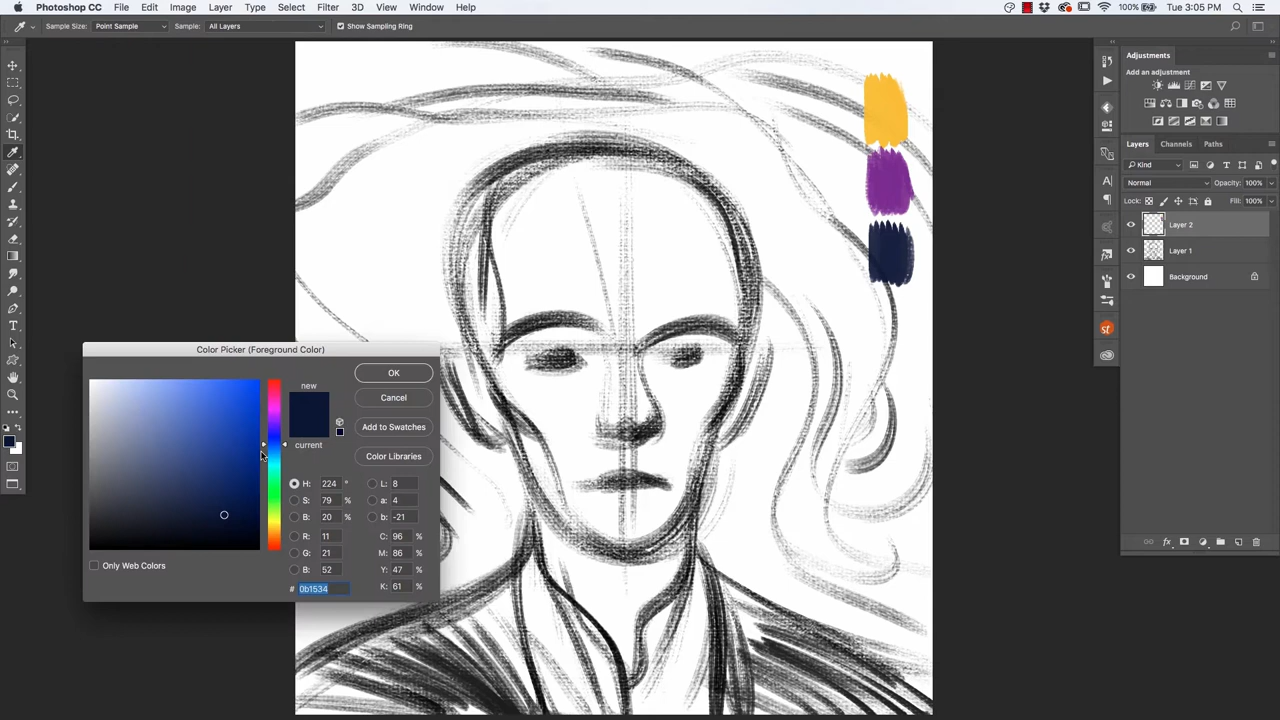 Photoshop CC File Edit Image Layer Type Select Filter 3D View Window Help 100% Tue 3:05 PM
Sample Size: Point Sample Sample: All Layers Show Sampling Ring
Adjustments
Add an adjustment
Layers Channels Paths
Kind
Normal Opacity: 100%
Lock: Fill: 100%
Layer 2
Layer 1
Background
Color Picker (Foreground Color)
new
current
OK
Cancel
Add to Swatches
Color Libraries
H: 224 ° L: 8
S: 79 % a: 4
B: 20 % b: -21
R: 11 C: 96 %
G: 21 M: 86 %
B: 52 Y: 47 %
# 0b1534 K: 61 %
Only Web Colors